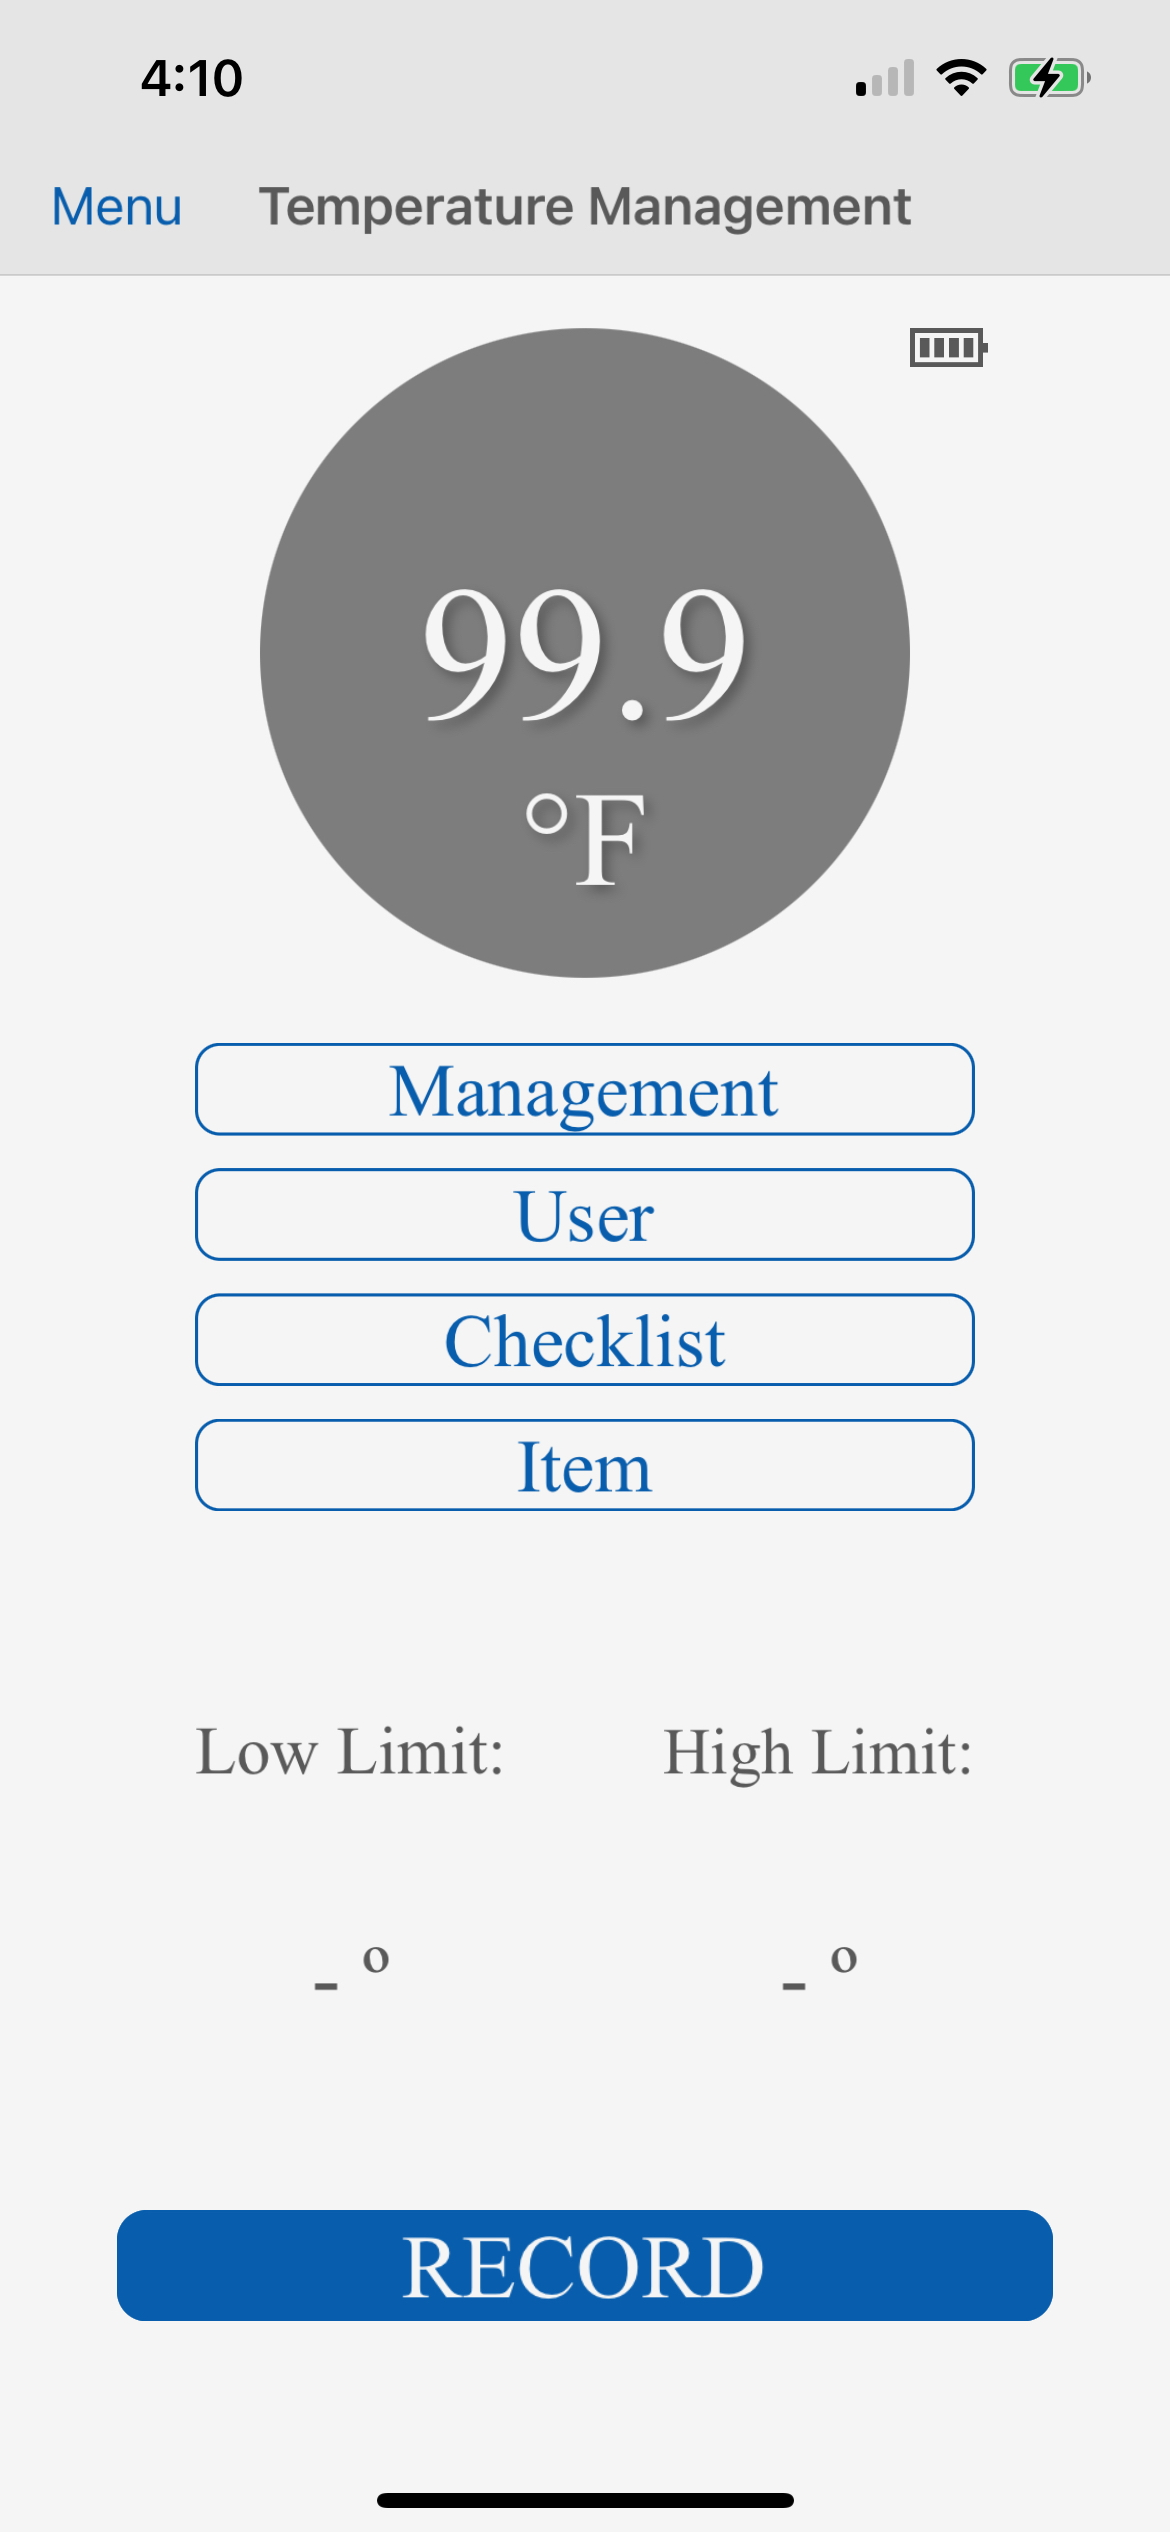 4:10
Menu Temperature Management
99.9
°F
Management
User
Checklist
Item
Low Limit: High Limit:
- º - º
RECORD